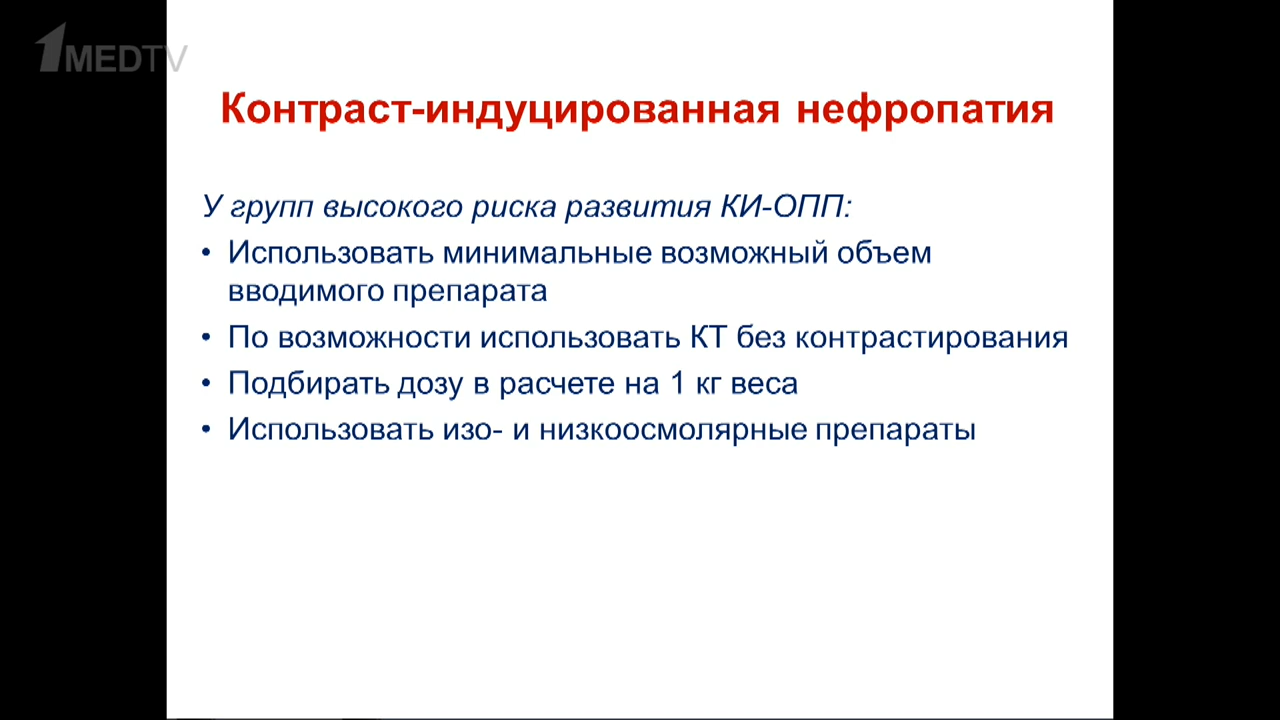 1MEDTV
Контраст-индуцированная нефропатия
У групп высокого риска развития КИ-ОПП:
• Использовать минимальные возможный объем
вводимого препарата
• По возможности использовать КТ без контрастирования
• Подбирать дозу в расчете на 1 кг веса
• Использовать изо- и низкоосмолярные препараты